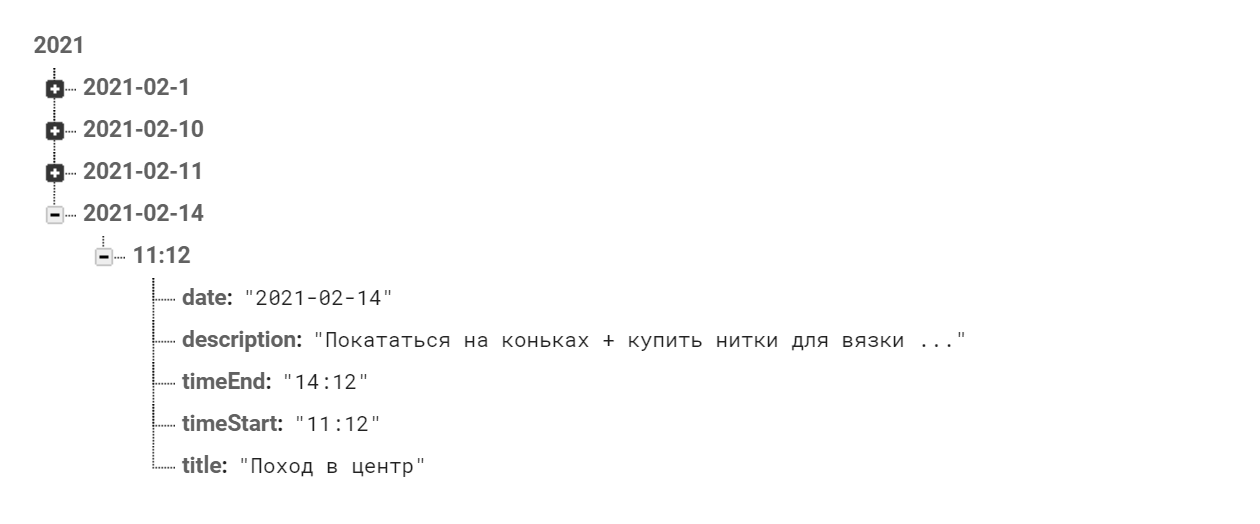 2021
2021-02-1
2021-02-10
2021-02-11
2021-02-14
11:12
date: "2021-02-14"
description: "Покататься на коньках + купить нитки для вязки ..."
timeEnd: "14:12"
timeStart: "11:12"
title: "Поход в центр"